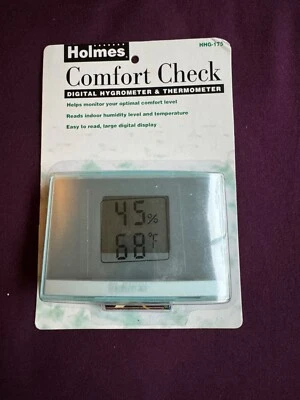 Holmes
HHG-175
Comfort Check
DIGITAL HYGROMETER & THERMOMETER
Helps monitor your optimal comfort level
Reads indoor humidity level and temperature
Easy to read, large digital display
45%
68°F